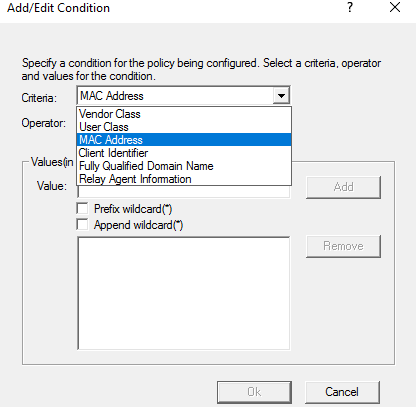 Add/Edit Condition
Specify a condition for the policy being configured. Select a criteria, operator
and values for the condition.
Criteria: MAC Address
Vendor Class
User Class
MAC Address
Client Identifier
Fully Qualified Domain Name
Relay Agent Information
Operator:
Values(in
Value: Add
Prefix wildcard(*)
Append wildcard(*)
Remove
Ok Cancel